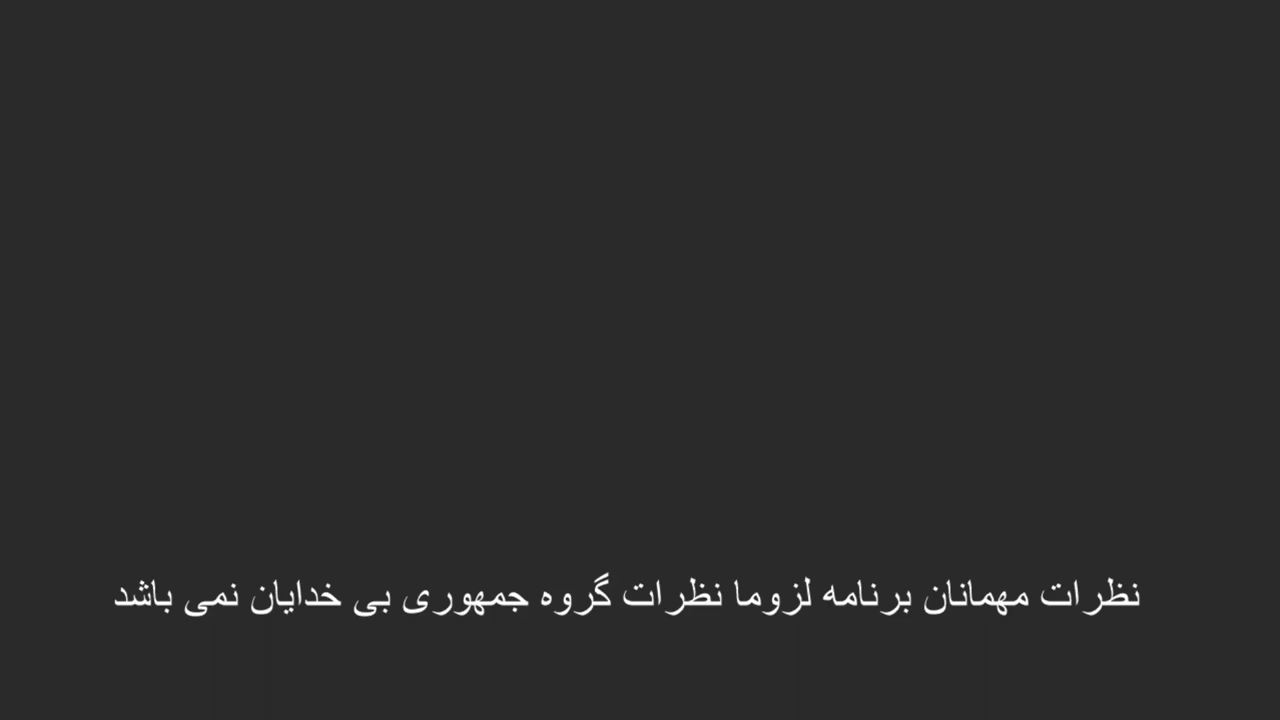 نظرات مهمانان برنامه لزوما نظرات گروه جمهوری بی خدایان نمی باشد